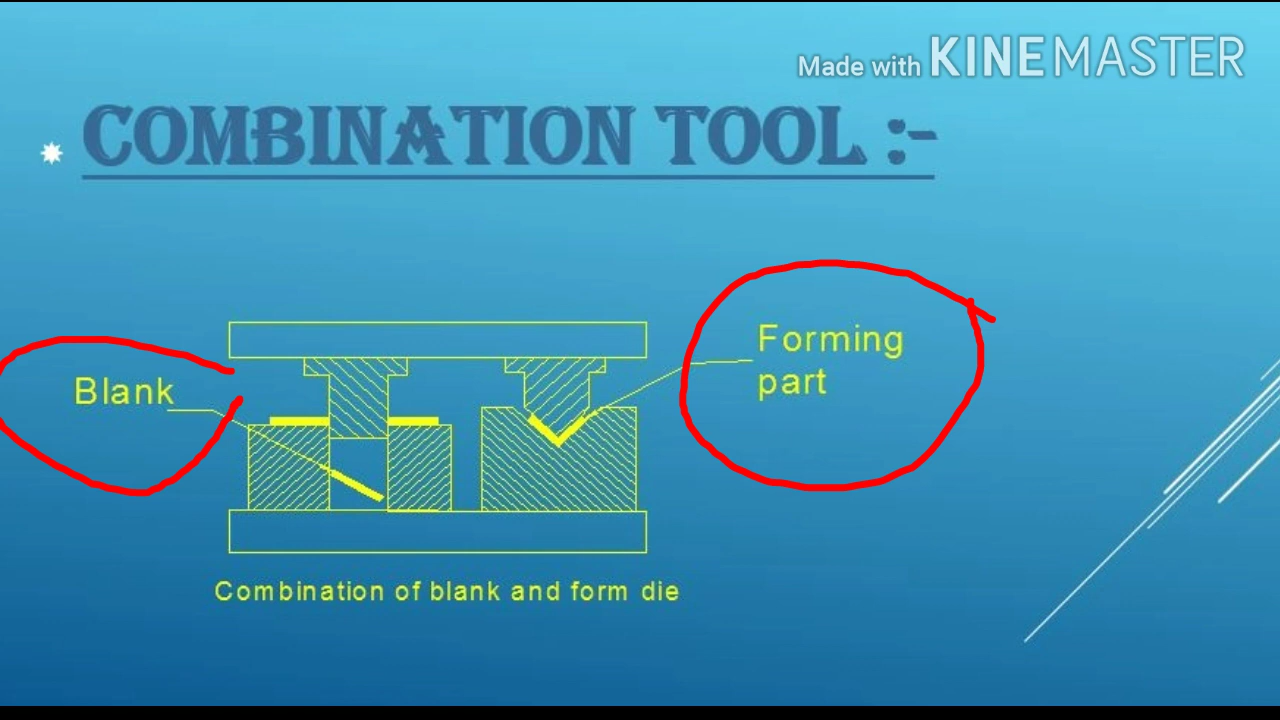 Made with KINEMASTER
COMBINATION TOOL :-
Blank
Forming
part
Combination of blank and form die